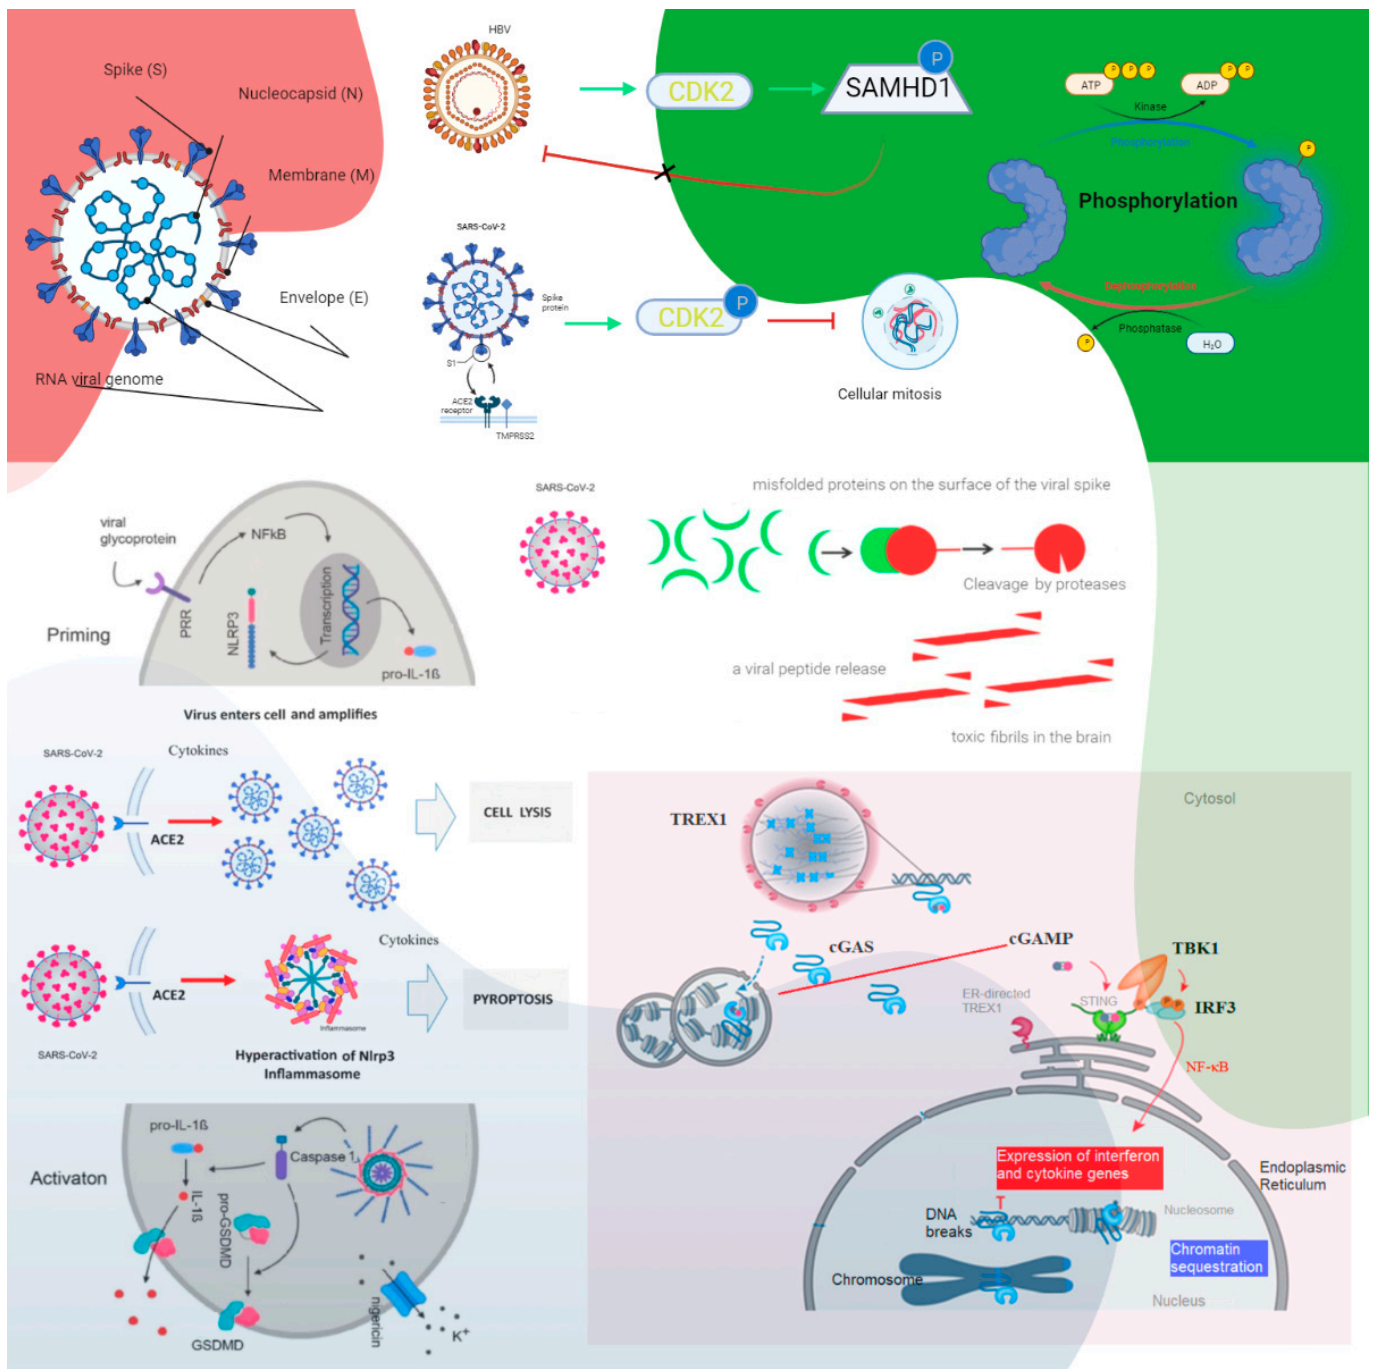 Spike (S)
Nucleocapsid (N)
Membrane (M)
Envelope (E)
RNA viral genome
HBV
CDK2
SAMHD1
P
SARS-CoV-2
Spike
protein
S1
ACE2
receptor
TMPRSS2
CDK2
P
Cellular mitosis
ATP
P
P
P
ADP
P
P
Kinase
Phosphorylation
P
Phosphorylation
Dephosphorylation
Phosphatase
P
H₂O
viral
glycoprotein
NFkB
PRR
NLRP3
Transcription
pro-IL-1ß
Priming
SARS-CoV-2
misfolded proteins on the surface of the viral spike
Cleavage by proteases
a viral peptide release
toxic fibrils in the brain
Virus enters cell and amplifies
SARS-CoV-2
Cytokines
ACE2
CELL LYSIS
Cytokines
ACE2
PYROPTOSIS
Inflammasome
SARS-CoV-2
Hyperactivation of Nlrp3
Inflammasome
pro-IL-1ß
Caspase 1
IL-1ß
pro-GSDMD
Activaton
GSDMD
nigericin
K⁺
Cytosol
TREX1
cGAS
cGAMP
TBK1
ER-directed
TREX1
STING
IRF3
NF-κB
Expression of interferon
and cytokine genes
Endoplasmic
Reticulum
DNA
breaks
Nucleosome
Chromatin
sequestration
Chromosome
Nucleus